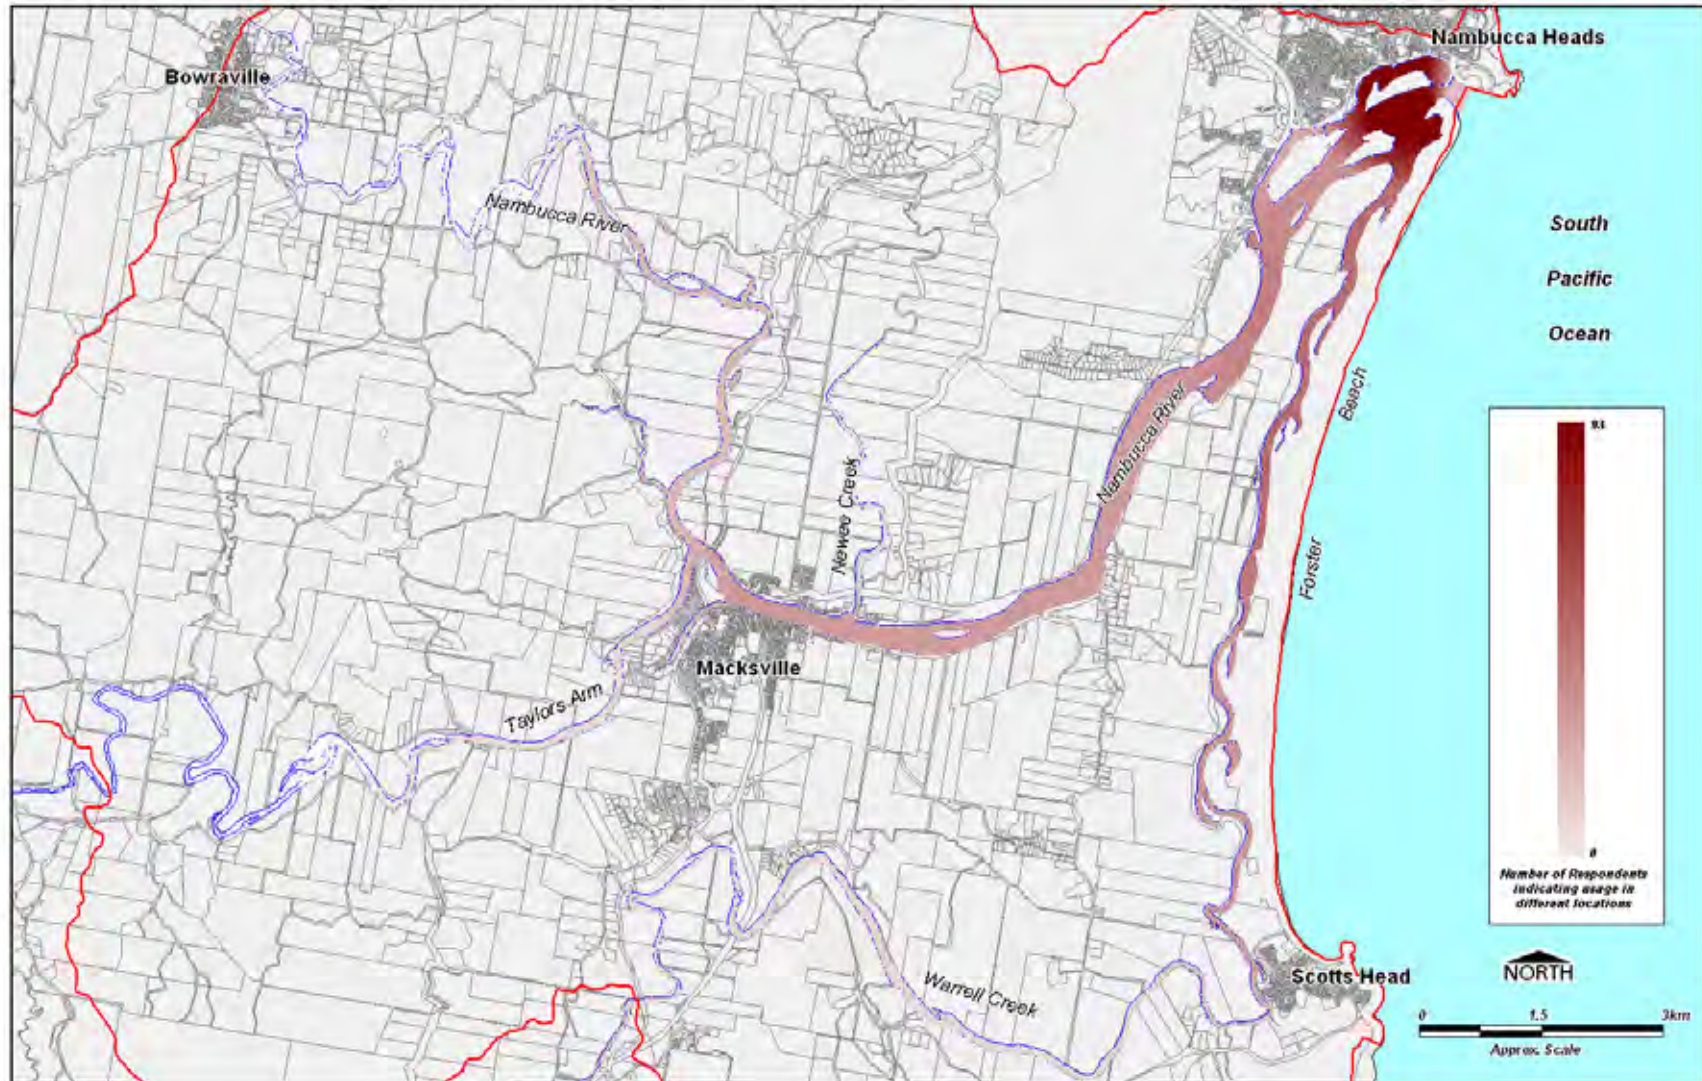 Nambucca Heads
Bowraville
Nambucca River
South
Pacific
Ocean
Beach
Nambucca River
Newee Creek
Forster
Macksville
Taylors Arm
93
0
Number of Respondents
indicating usage in
different locations
Scotts Head
NORTH
Warrell Creek
0 1.5 3km
Approx. Scale